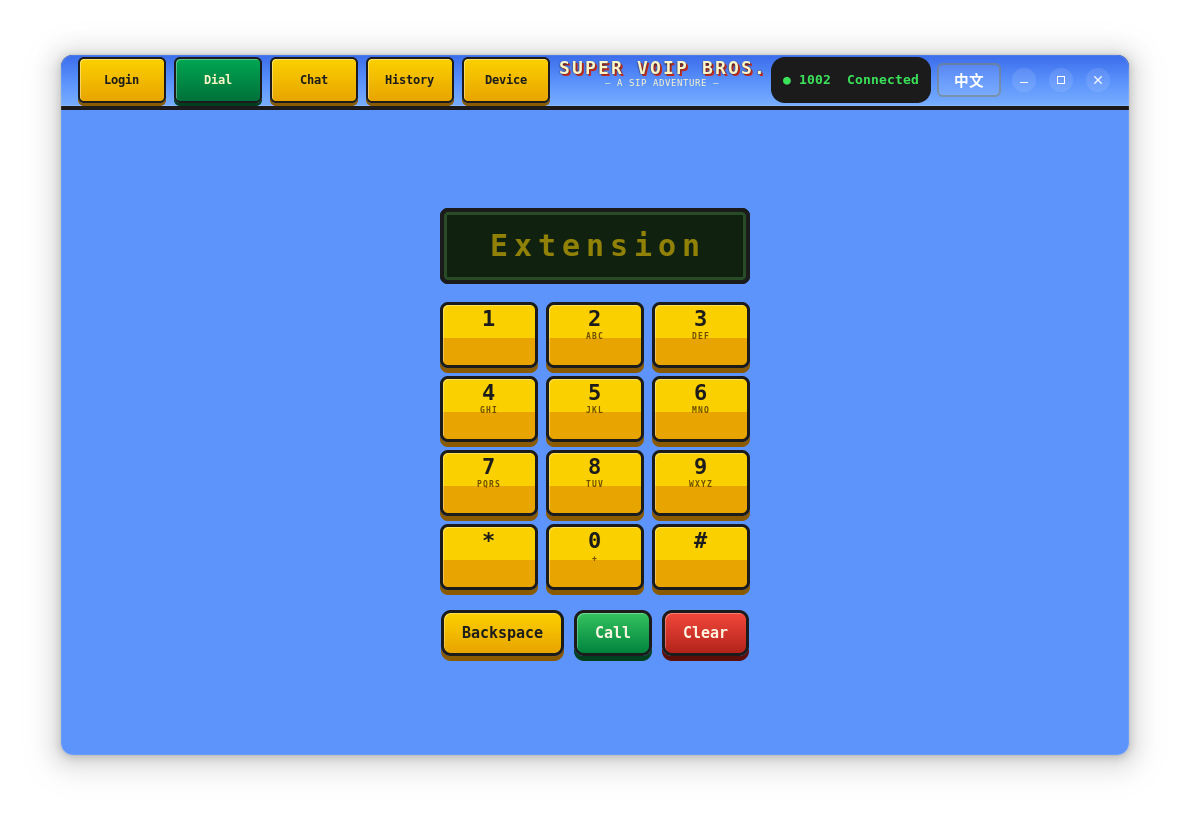 Login
Dial
Chat
History
Device
SUPER VOIP BROS.
— A SIP ADVENTURE —
● 1002 Connected
中文
Extension
1
2
ABC
3
DEF
4
GHI
5
JKL
6
MNO
7
PQRS
8
TUV
9
WXYZ
*
0
+
#
Backspace
Call
Clear